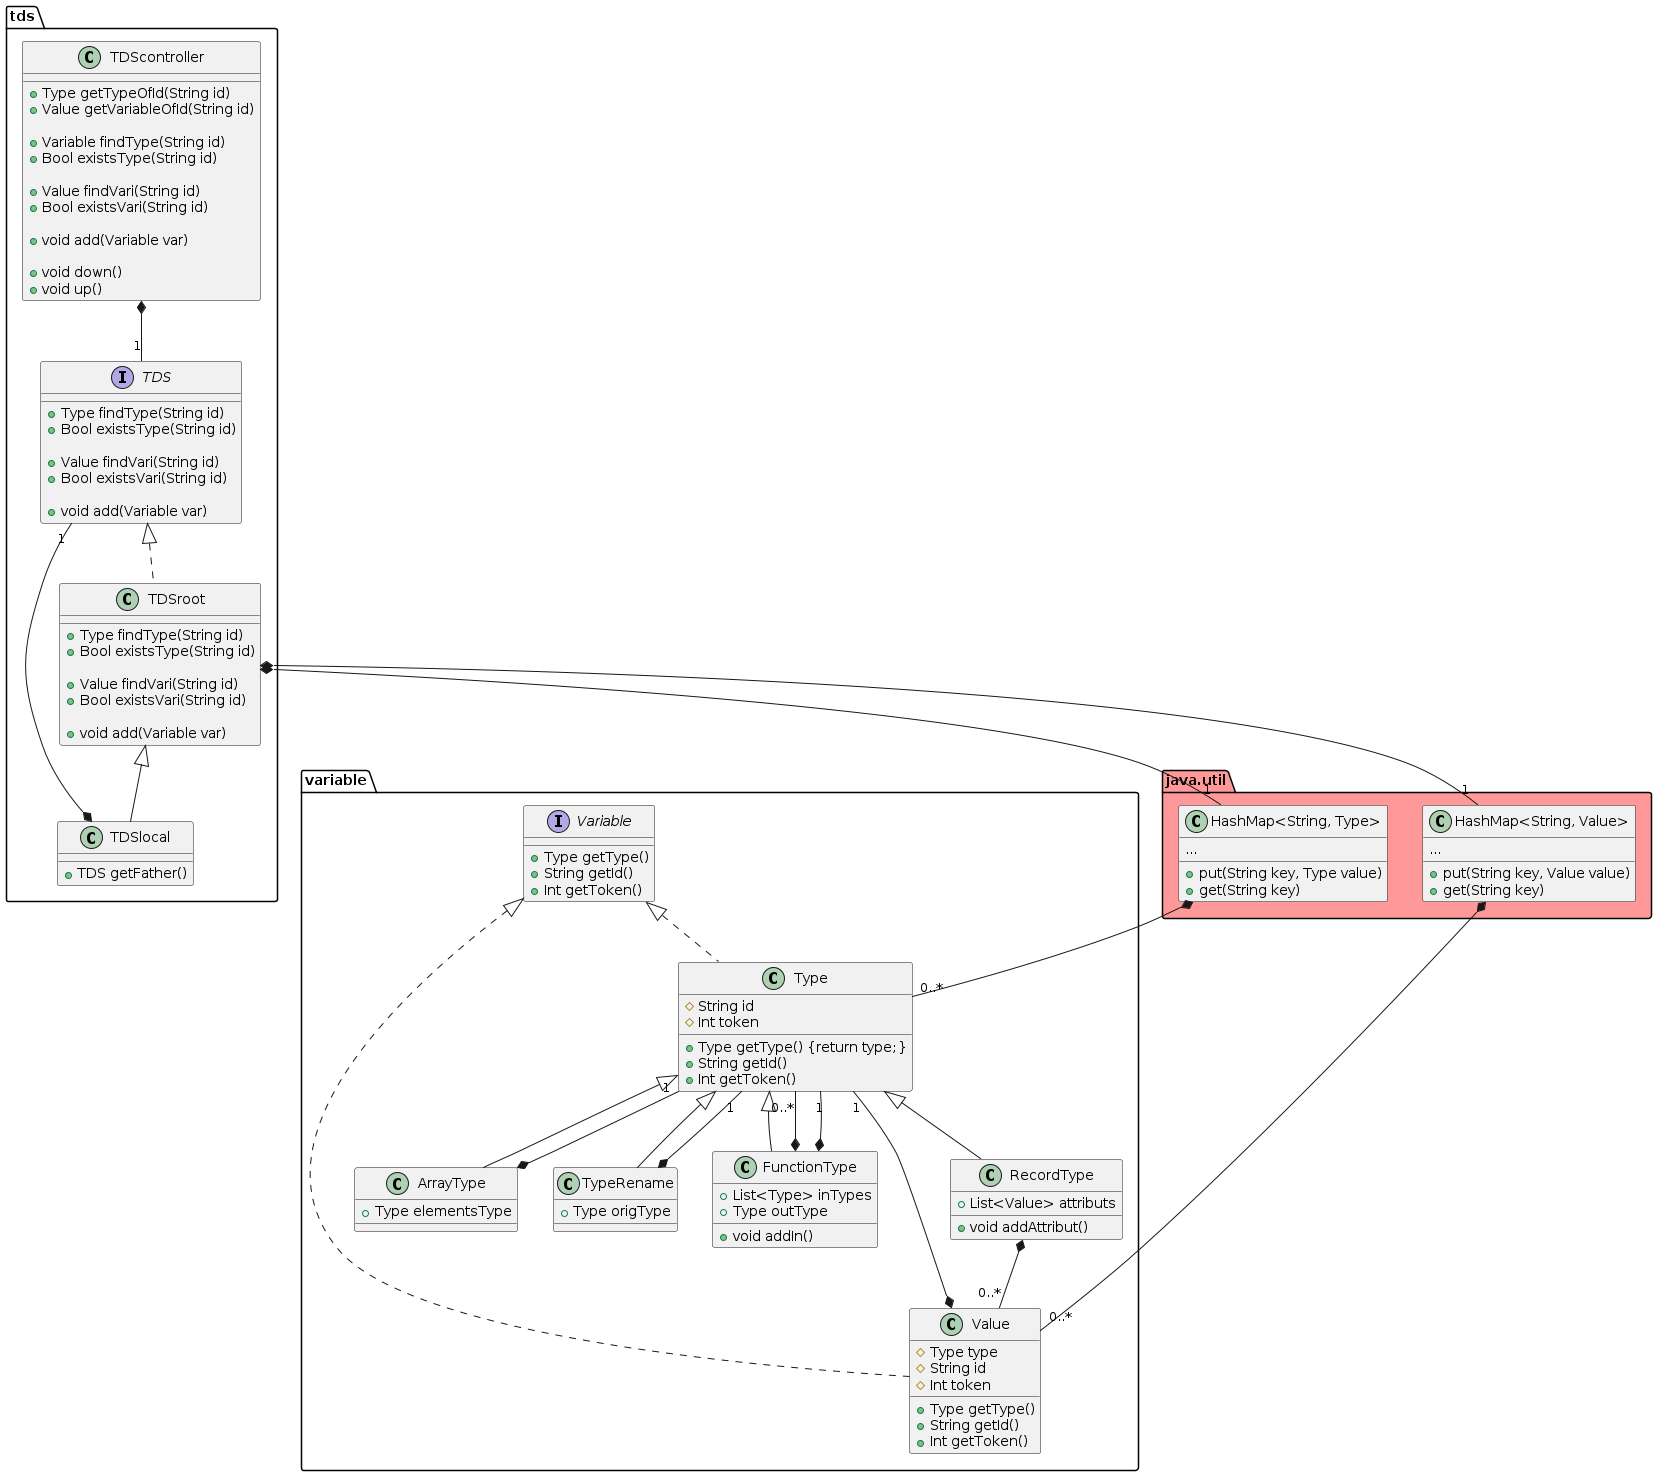 tds
C TDScontroller
Type getTypeOfId(String id)
Value getVariableOfId(String id)
Variable findType(String id)
Bool existsType(String id)
Value findVari(String id)
Bool existsVari(String id)
void add(Variable var)
void down()
void up()
1
I TDS
Type findType(String id)
Bool existsType(String id)
Value findVari(String id)
Bool existsVari(String id)
void add(Variable var)
1
C TDSroot
Type findType(String id)
Bool existsType(String id)
Value findVari(String id)
Bool existsVari(String id)
void add(Variable var)
C TDSlocal
TDS getFather()
variable
I Variable
Type getType()
String getId()
Int getToken()
java.util
1
1
C HashMap<String, Type>
...
put(String key, Type value)
get(String key)
C HashMap<String, Value>
...
put(String key, Value value)
get(String key)
C Type
String id
Int token
Type getType() {return type; }
String getId()
Int getToken()
0..*
1
1
0..*
1
1
C ArrayType
Type elementsType
C TypeRename
Type origType
C FunctionType
List<Type> inTypes
Type outType
void addIn()
C RecordType
List<Value> attributs
void addAttribut()
0..*
0..*
C Value
Type type
String id
Int token
Type getType()
String getId()
Int getToken()